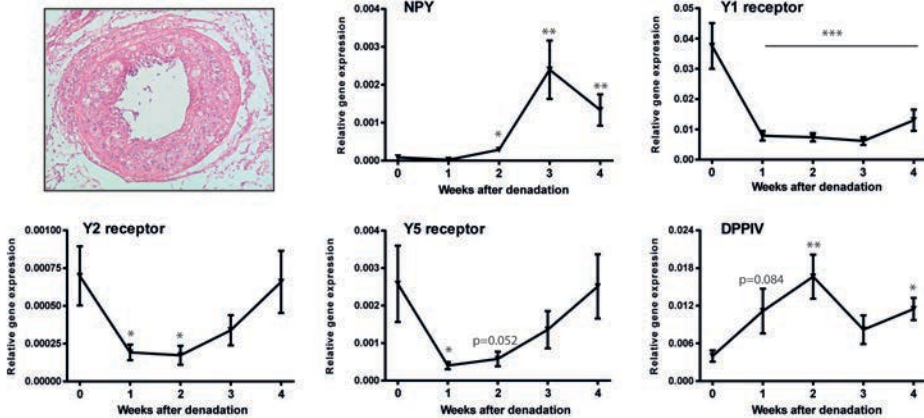 NPY
Relative gene expression
0.004
0.003
0.002
0.001
0.000
*
**
**
0 1 2 3 4
Weeks after denadation
Y1 receptor
Relative gene expression
0.05
0.04
0.03
0.02
0.01
0.00
***
0 1 2 3 4
Weeks after denadation
Y2 receptor
Relative gene expression
0.00100
0.00075
0.00050
0.00025
0.00000
*
*
0 1 2 3 4
Weeks after denadation
Y5 receptor
Relative gene expression
0.004
0.003
0.002
0.001
0.000
*
p=0.052
0 1 2 3 4
Weeks after denadation
DPPIV
Relative gene expression
0.024
0.018
0.012
0.006
0.000
p=0.084
**
*
0 1 2 3 4
Weeks after denadation